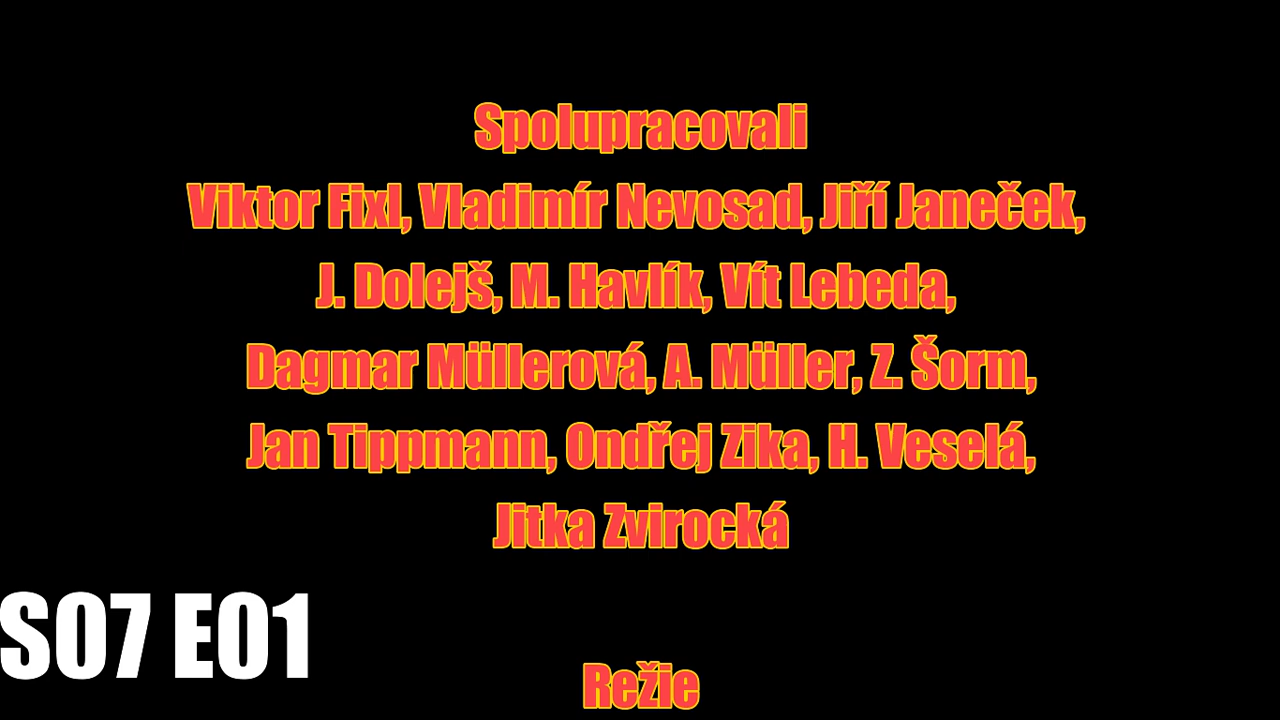 Spolupracovali
Viktor Fixl, Vladimír Nevosad, Jiří Janeček,
J. Dolejš, M. Havlík, Vít Lebeda,
Dagmar Müllerová, A. Müller, Z. Šorm,
Jan Tippmann, Ondřej Zika, H. Veselá,
Jitka Zvirocká
S07 E01
Režie